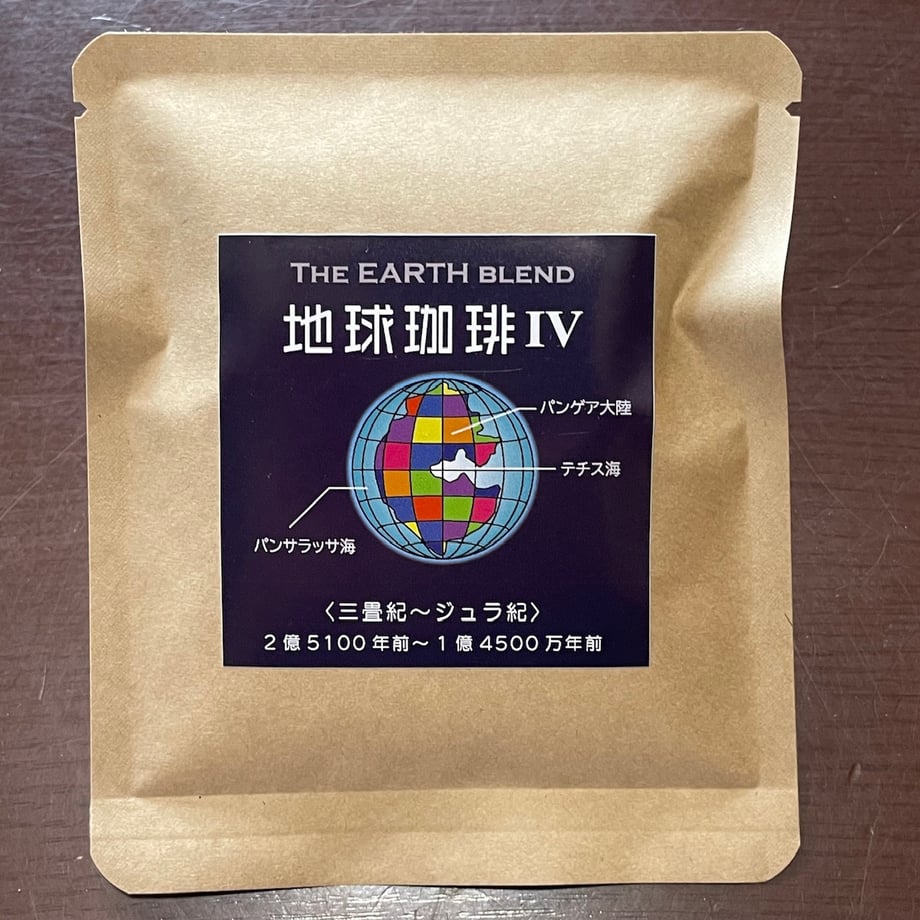 THE EARTH BLEND
地球珈琲IV
パンゲア大陸
テチス海
パンサラッサ海
〈三畳紀～ジュラ紀〉
2億5100年前～1億4500万年前